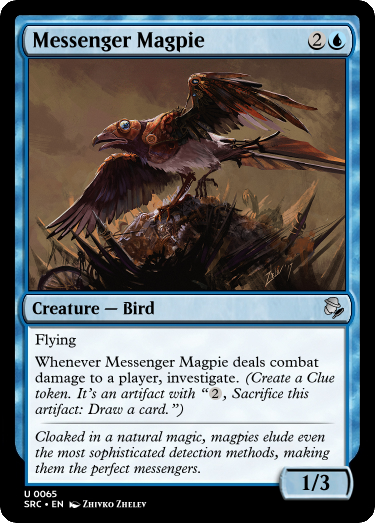 Messenger Magpie 2
Creature — Bird
Flying
Whenever Messenger Magpie deals combat
damage to a player, investigate. (Create a Clue
token. It's an artifact with “2, Sacrifice this
artifact: Draw a card.”)
Cloaked in a natural magic, magpies elude even
the most sophisticated detection methods, making
them the perfect messengers.
1/3
U 0065
SRC • EN Zhivko Zhelev